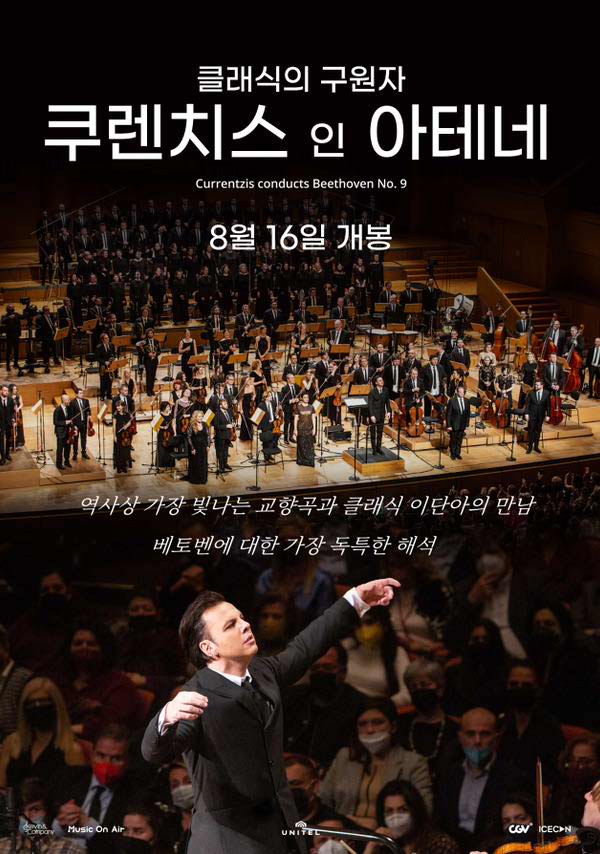 클래식의 구원자
쿠렌치스 인 아테네
Currentzis conducts Beethoven No. 9
8월 16일 개봉
역사상 가장 빛나는 교향곡과 클래식 이단아의 만남
베토벤에 대한 가장 독특한 해석
&Company
Music On Air
UNITEL
CGV
ICECON